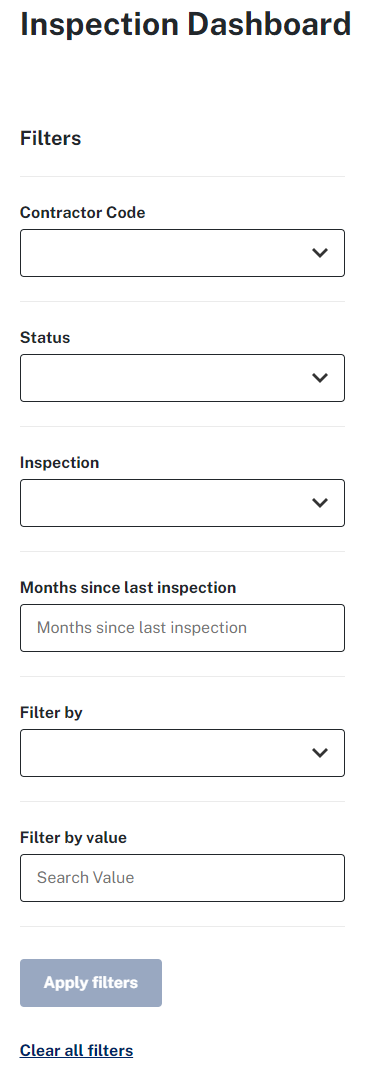 Inspection Dashboard
Filters
Contractor Code
Status
Inspection
Months since last inspection
Months since last inspection
Filter by
Filter by value
Search Value
Apply filters
Clear all filters